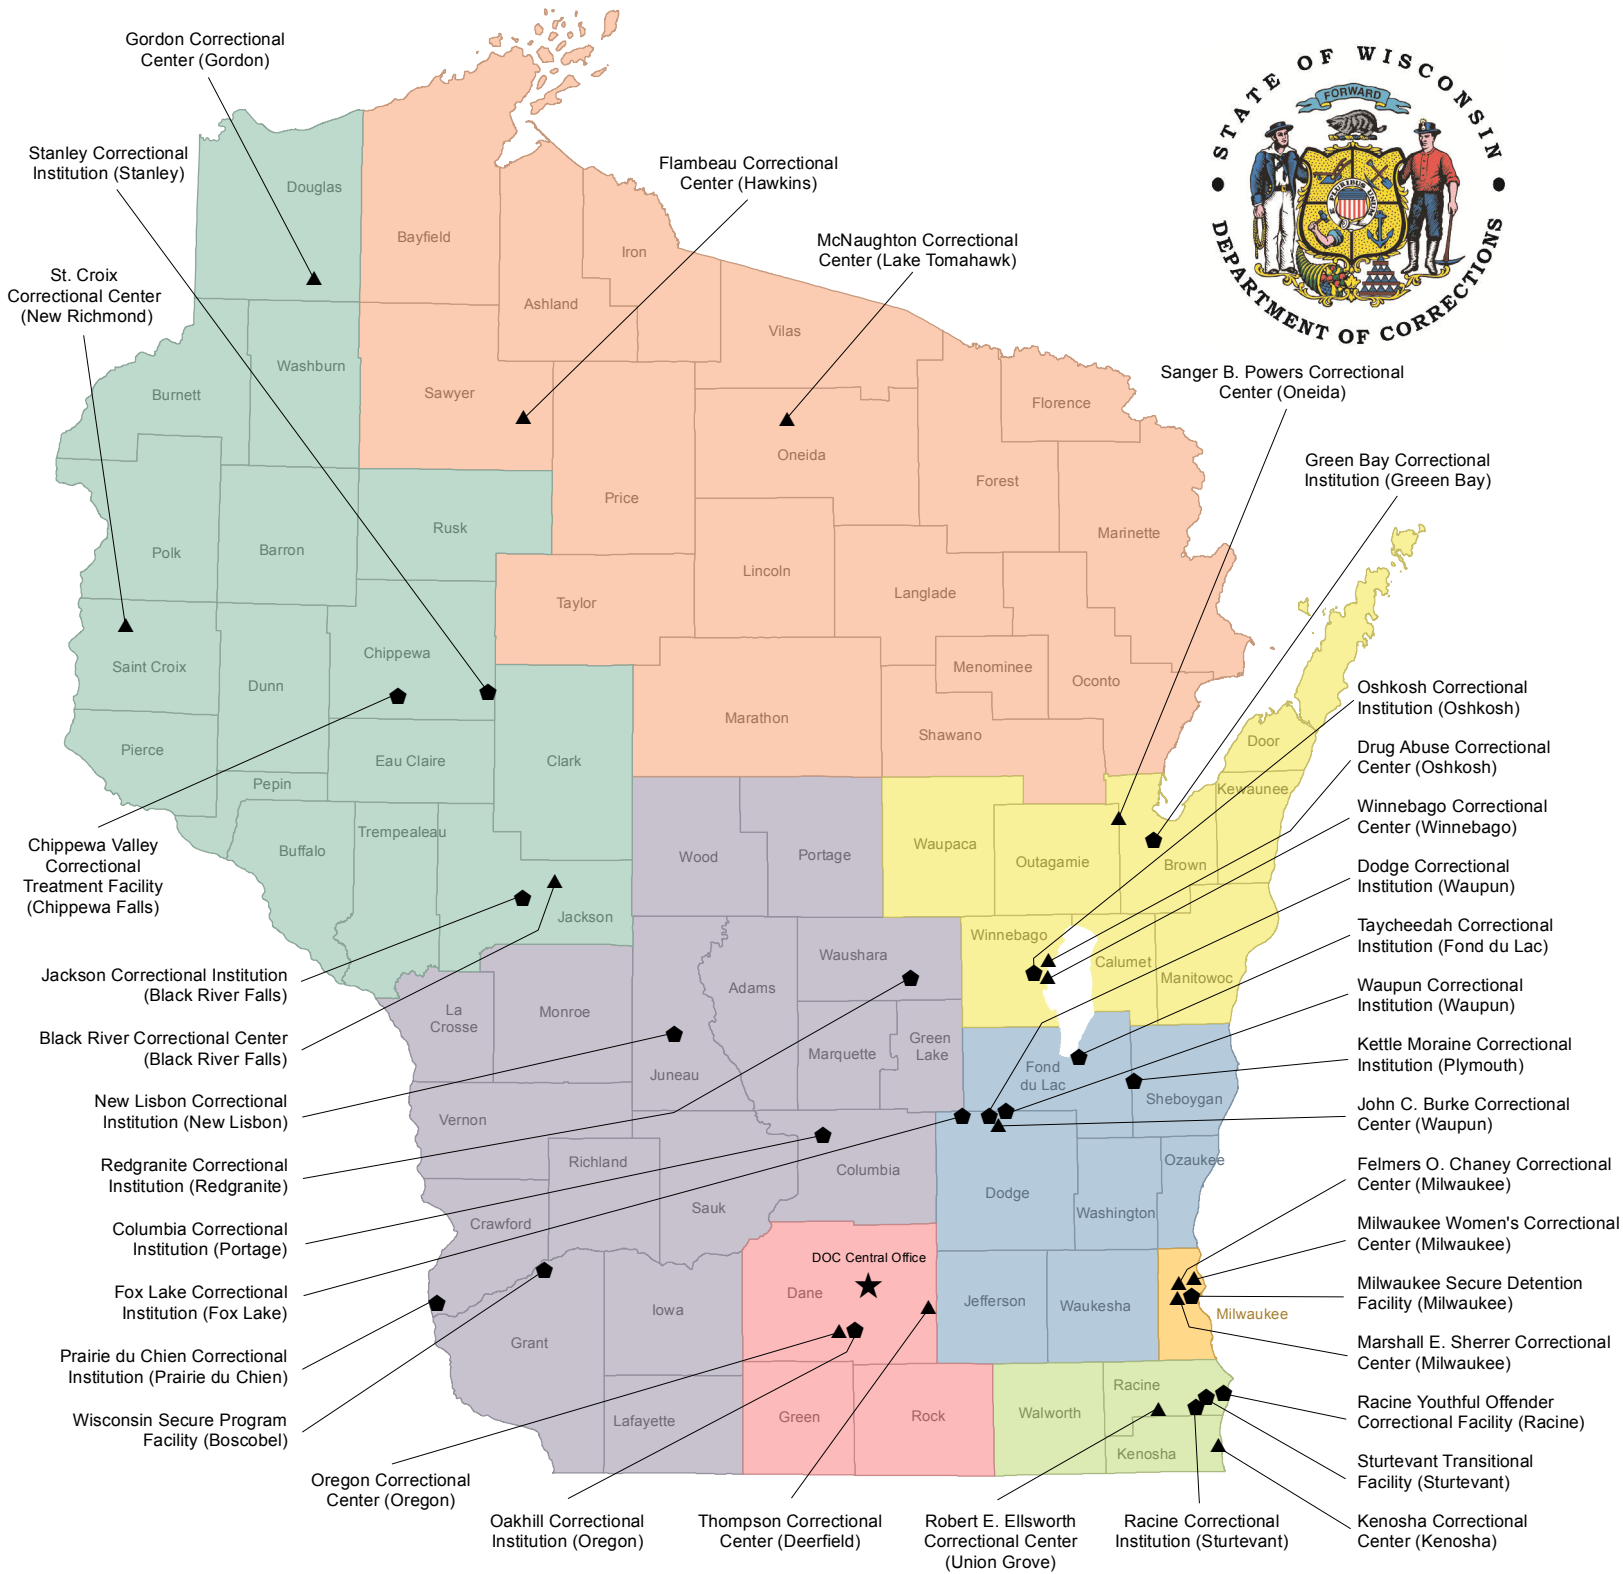 Gordon Correctional
Center (Gordon)
Stanley Correctional
Institution (Stanley)
St. Croix
Correctional Center
(New Richmond)
Flambeau Correctional
Center (Hawkins)
McNaughton Correctional
Center (Lake Tomahawk)
STATE OF WISCONSIN
FORWARD
E PLURIBUS UNUM
DEPARTMENT OF CORRECTIONS
Sanger B. Powers Correctional
Center (Oneida)
Green Bay Correctional
Institution (Greeen Bay)
Oshkosh Correctional
Institution (Oshkosh)
Drug Abuse Correctional
Center (Oshkosh)
Winnebago Correctional
Center (Winnebago)
Dodge Correctional
Institution (Waupun)
Taycheedah Correctional
Institution (Fond du Lac)
Waupun Correctional
Institution (Waupun)
Kettle Moraine Correctional
Institution (Plymouth)
John C. Burke Correctional
Center (Waupun)
Felmers O. Chaney Correctional
Center (Milwaukee)
Milwaukee Women's Correctional
Center (Milwaukee)
Milwaukee Secure Detention
Facility (Milwaukee)
Marshall E. Sherrer Correctional
Center (Milwaukee)
Racine Youthful Offender
Correctional Facility (Racine)
Sturtevant Transitional
Facility (Sturtevant)
Kenosha Correctional
Center (Kenosha)
Chippewa Valley
Correctional
Treatment Facility
(Chippewa Falls)
Jackson Correctional Institution
(Black River Falls)
Black River Correctional Center
(Black River Falls)
New Lisbon Correctional
Institution (New Lisbon)
Redgranite Correctional
Institution (Redgranite)
Columbia Correctional
Institution (Portage)
Fox Lake Correctional
Institution (Fox Lake)
Prairie du Chien Correctional
Institution (Prairie du Chien)
Wisconsin Secure Program
Facility (Boscobel)
Oregon Correctional
Center (Oregon)
Oakhill Correctional
Institution (Oregon)
Thompson Correctional
Center (Deerfield)
Robert E. Ellsworth
Correctional Center
(Union Grove)
Racine Correctional
Institution (Sturtevant)
Douglas
Bayfield
Iron
Ashland
Vilas
Washburn
Burnett
Sawyer
Florence
Oneida
Forest
Price
Rusk
Marinette
Polk
Barron
Lincoln
Langlade
Taylor
Chippewa
Saint Croix
Menominee
Dunn
Oconto
Marathon
Shawano
Door
Pierce
Eau Claire
Clark
Pepin
Kewaunee
Trempealeau
Buffalo
Wood
Portage
Waupaca
Outagamie
Brown
Jackson
Winnebago
Waushara
Calumet
Manitowoc
Adams
La
Crosse
Monroe
Green
Lake
Marquette
Juneau
Fond
du Lac
Sheboygan
Vernon
Richland
Columbia
Ozaukee
Dodge
Washington
Sauk
Crawford
DOC Central Office
Dane
Jefferson
Waukesha
Milwaukee
Iowa
Grant
Racine
Walworth
Green
Rock
Lafayette
Kenosha